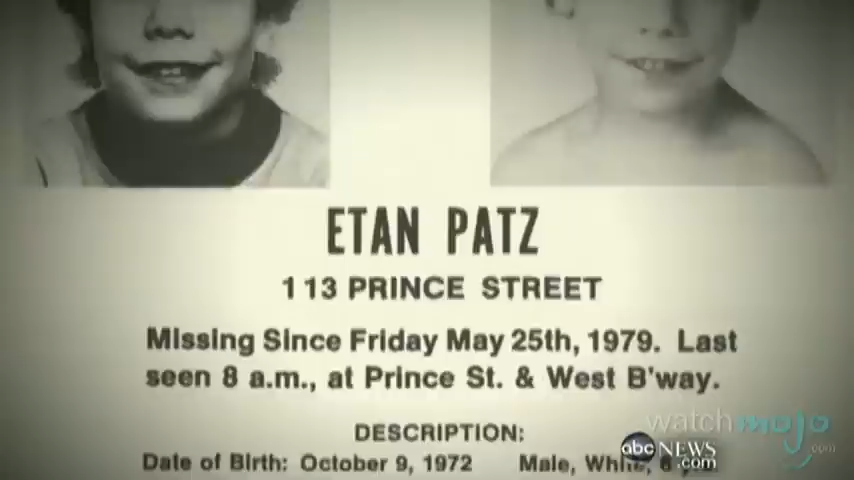 ETAN PATZ
113 PRINCE STREET
Missing Since Friday May 25th, 1979. Last
seen 8 a.m., at Prince St. & West B'way.
DESCRIPTION:
Date of Birth: October 9, 1972 Male, White, 6
watchmojo
.com
abc NEWS
.com